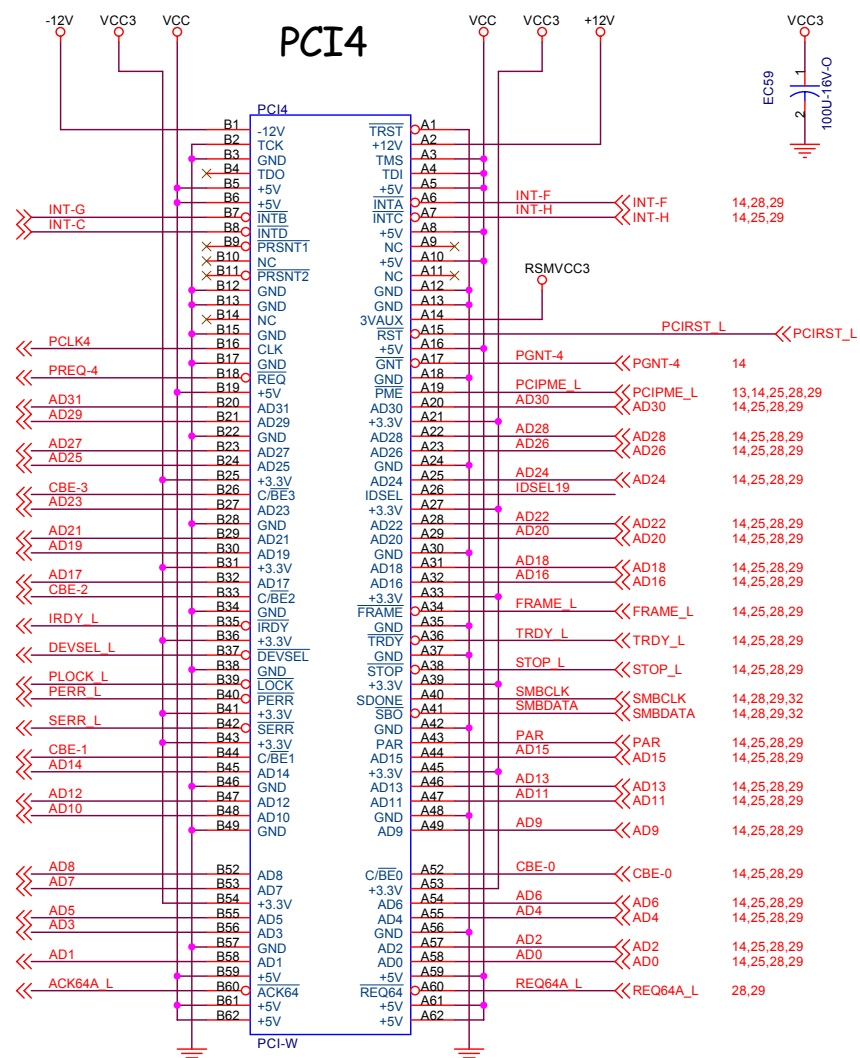 -12V VCC3 VCC PCI4 VCC VCC3 +12V VCC3
EC59 1 2 100U-16V-O
PCI4
B1 -12V TRST A1
B2 TCK +12V A2
B3 GND TMS A3
B4 TDO TDI A4
B5 +5V +5V A5
B6 +5V INTA A6 INT-F INT-F 14,28,29
INT-G B7 INTB INTC A7 INT-H INT-H 14,25,29
INT-C B8 INTD +5V A8
B9 PRSNT1 NC A9
B10 NC +5V A10
B11 PRSNT2 NC A11
RSMVCC3
B12 GND GND A12
B13 GND GND A13
B14 NC 3VAUX A14
B15 GND RST A15 PCIRST_L PCIRST_L
PCLK4 B16 CLK +5V A16
B17 GND GNT A17 PGNT-4 PGNT-4 14
PREQ-4 B18 REQ GND A18
B19 +5V PME A19 PCIPME_L PCIPME_L 13,14,25,28,29
AD31 B20 AD31 AD30 A20 AD30 AD30 14,25,28,29
AD29 B21 AD29 +3.3V A21
B22 GND AD28 A22 AD28 AD28 14,25,28,29
AD27 B23 AD27 AD26 A23 AD26 AD26 14,25,28,29
AD25 B24 AD25 GND A24
B25 +3.3V AD24 A25 AD24 AD24 14,25,28,29
CBE-3 B26 C/BE3 IDSEL A26 IDSEL19
AD23 B27 AD23 +3.3V A27
B28 GND AD22 A28 AD22 AD22 14,25,28,29
AD21 B29 AD21 AD20 A29 AD20 AD20 14,25,28,29
AD19 B30 AD19 GND A30
B31 +3.3V AD18 A31 AD18 AD18 14,25,28,29
AD17 B32 AD17 AD16 A32 AD16 AD16 14,25,28,29
CBE-2 B33 C/BE2 +3.3V A33
B34 GND FRAME A34 FRAME_L FRAME_L 14,25,28,29
IRDY_L B35 IRDY GND A35
B36 +3.3V TRDY A36 TRDY_L TRDY_L 14,25,28,29
DEVSEL_L B37 DEVSEL GND A37
B38 GND STOP A38 STOP_L STOP_L 14,25,28,29
PLOCK_L B39 LOCK +3.3V A39
PERR_L B40 PERR SDONE A40 SMBCLK SMBCLK 14,28,29,32
B41 +3.3V SBO A41 SMBDATA SMBDATA 14,28,29,32
SERR_L B42 SERR GND A42
B43 +3.3V PAR A43 PAR PAR 14,25,28,29
CBE-1 B44 C/BE1 AD15 A44 AD15 AD15 14,25,28,29
AD14 B45 AD14 +3.3V A45
B46 GND AD13 A46 AD13 AD13 14,25,28,29
AD12 B47 AD12 AD11 A47 AD11 AD11 14,25,28,29
AD10 B48 AD10 GND A48
B49 GND AD9 A49 AD9 AD9 14,25,28,29
AD8 B52 AD8 C/BE0 A52 CBE-0 CBE-0 14,25,28,29
AD7 B53 AD7 +3.3V A53
B54 +3.3V AD6 A54 AD6 AD6 14,25,28,29
AD5 B55 AD5 AD4 A55 AD4 AD4 14,25,28,29
AD3 B56 AD3 GND A56
B57 GND AD2 A57 AD2 AD2 14,25,28,29
AD1 B58 AD1 AD0 A58 AD0 AD0 14,25,28,29
B59 +5V +5V A59
ACK64A_L B60 ACK64 REQ64 A60 REQ64A_L REQ64A_L 28,29
B61 +5V +5V A61
B62 +5V +5V A62
PCI-W